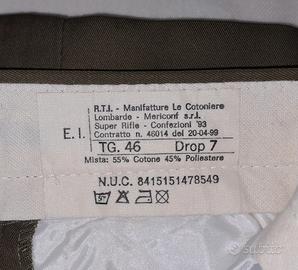 R.T.I. - Manifatture Le Cotoniere
Lombarde - Mericonf s.r.l.
Super Rifle - Confezioni '93
E.I.
Contratto n. 46014 del 20-04-99
TG. 46 Drop 7
Mista: 55% Cotone 45% Poliestere
N.U.C. 8415151478549
subito